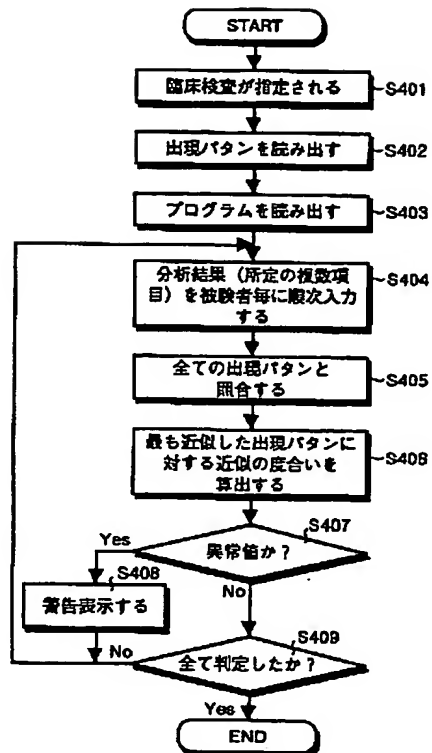 START
臨床検査が指定される
S401
出現パタンを読み出す
S402
プログラムを読み出す
S403
分析結果（所定の複数項
目）を被験者毎に順次入力
する
S404
全ての出現パタンと
照合する
S405
最も近似した出現パタンに
対する近似の度合いを
算出する
S406
S407
異常値か？
Yes
No
S408
警告表示する
S409
全て判定したか？
No
Yes
END